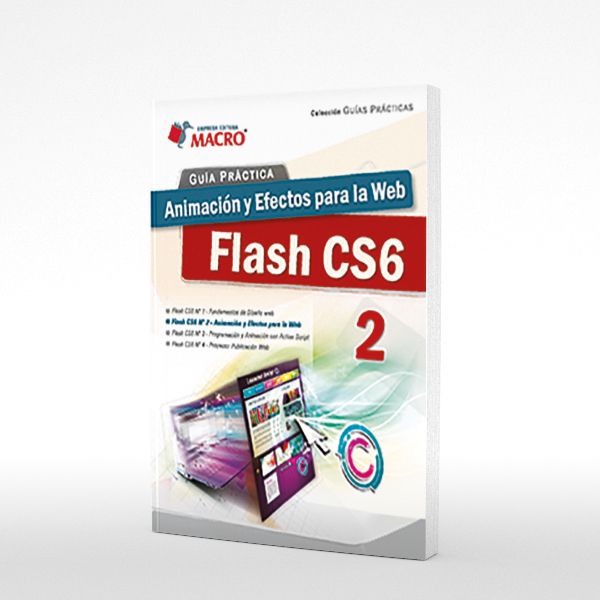 Colección GUÍAS PRÁCTICAS
EMPRESA EDITORA
MACRO®
GUÍA PRÁCTICA
Animación y Efectos para la Web
Flash CS6
Flash CS6 Nº 1 - Fundamentos de Diseño web
Flash CS6 Nº 2 - Animación y Efectos para la Web
Flash CS6 Nº 3 - Programación y Animación con Action Script
Flash CS6 Nº 4 - Proyectos Publicación Web
2